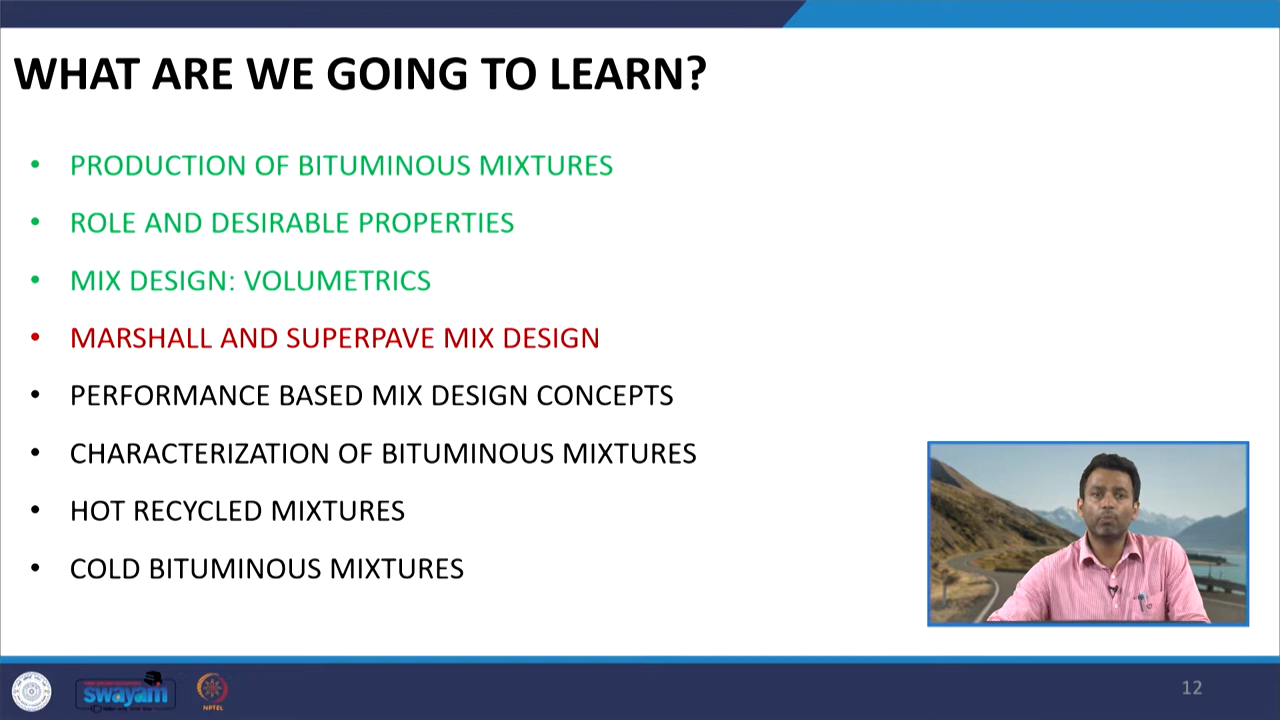 WHAT ARE WE GOING TO LEARN?
• PRODUCTION OF BITUMINOUS MIXTURES
• ROLE AND DESIRABLE PROPERTIES
• MIX DESIGN: VOLUMETRICS
• MARSHALL AND SUPERPAVE MIX DESIGN
• PERFORMANCE BASED MIX DESIGN CONCEPTS
• CHARACTERIZATION OF BITUMINOUS MIXTURES
• HOT RECYCLED MIXTURES
• COLD BITUMINOUS MIXTURES
swayam
NPTEL
12